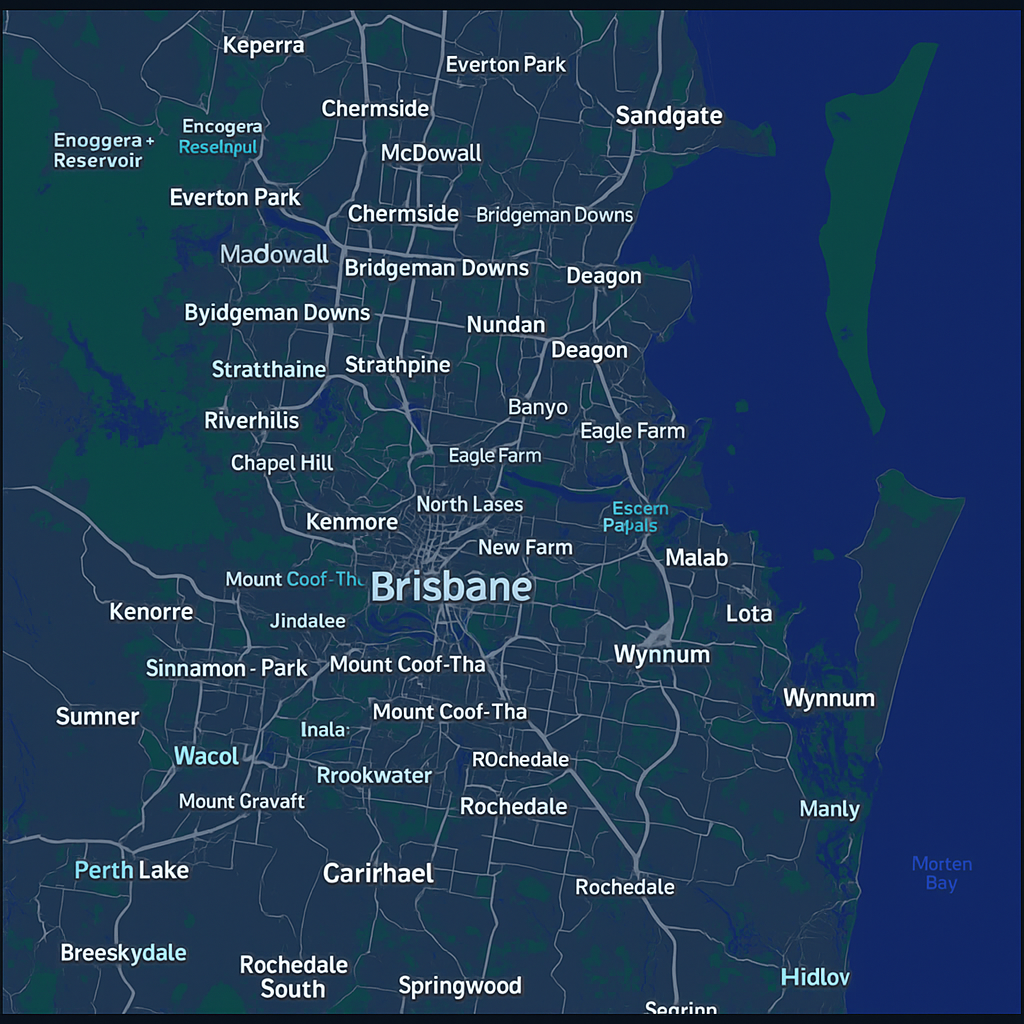 Keperra
Everton Park
Chermside
Sandgate
Encogera
Reselnpul
Enoggera +
Reservoir
McDowall
Everton Park
Chermside
Bridgeman Downs
Madowall
Bridgeman Downs
Deagon
Byidgeman Downs
Nundan
Deagon
Stratthaine
Strathpine
Banyo
Riverhilis
Eagle Farm
Chapel Hill
Eagle Farm
North Lases
Escern
Papals
Kenmore
New Farm
Malab
Mount Coof-Thc
Brisbane
Kenorre
Jindalee
Lota
Sinnamon - Park
Mount Coof-Tha
Wynnum
Wynnum
Sumner
Mount Coof-Tha
Inala:
Wacol
ROchedale
Rrookwater
Mount Gravaft
Rochedale
Manly
Perth Lake
Garirhael
Rochedale
Morten
Bay
Breeskydale
Rochedale
South
Springwood
Hidlov
Segrinn